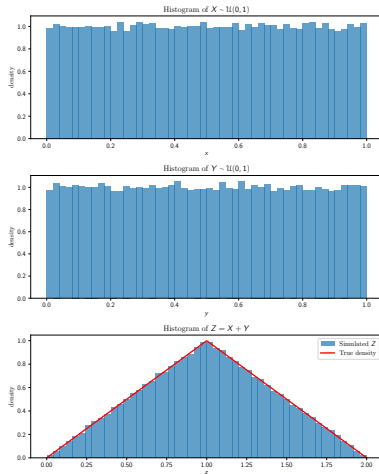 Histogram of X ~ 𝔘(0, 1)
density
1.0
0.8
0.6
0.4
0.2
0.0
0.0 0.2 0.4 0.6 0.8 1.0
x
Histogram of Y ~ 𝔘(0, 1)
density
1.0
0.8
0.6
0.4
0.2
0.0
0.0 0.2 0.4 0.6 0.8 1.0
y
Histogram of Z = X + Y
Simulated Z
True density
density
1.0
0.8
0.6
0.4
0.2
0.0
0.00 0.25 0.50 0.75 1.00 1.25 1.50 1.75 2.00
z